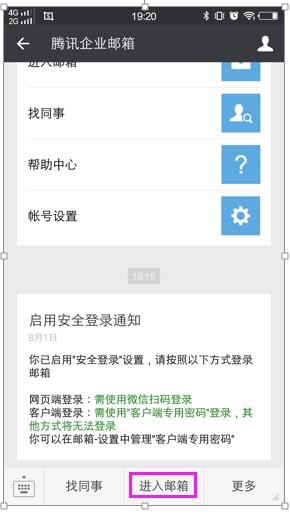 4G 2G 19:20
腾讯企业邮箱
进入邮箱
找同事
帮助中心
帐号设置
19:16
启用安全登录通知
8月1日
你已启用"安全登录"设置，请按照以下方式登录
邮箱
网页端登录：需使用微信扫码登录
客户端登录：需使用"客户端专用密码"登录，其
他方式将无法登录
你可以在邮箱-设置中管理"客户端专用密码"
找同事 进入邮箱 更多